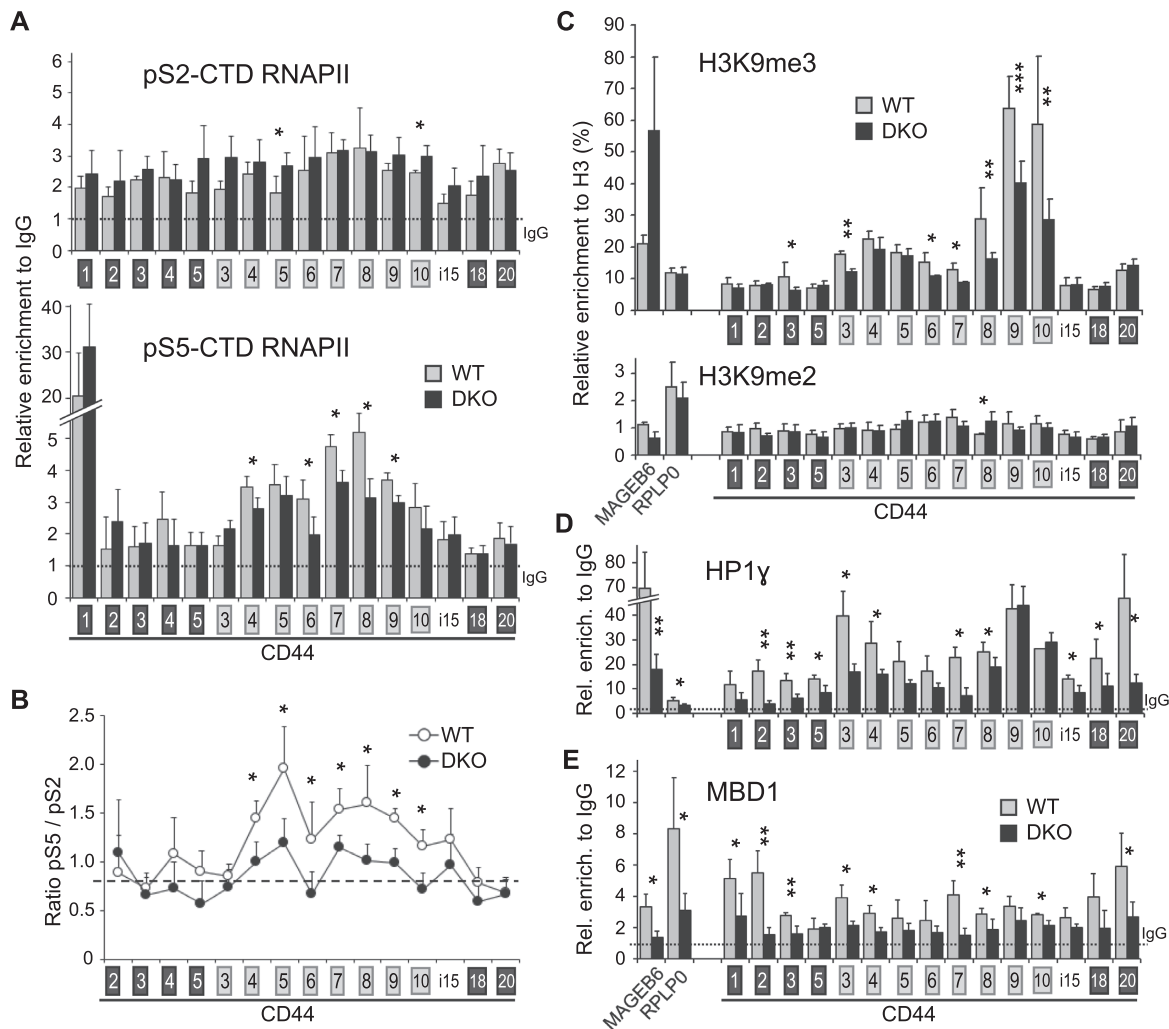 A
pS2-CTD RNAPII
6
5
4
3
2
1
0
* *
IgG
1 2 3 4 5 3 4 5 6 7 8 9 10 i15 18 20
Relative enrichment to IgG
pS5-CTD RNAPII
40
30
20
5
4
3
2
1
0
WT
DKO
* * * * *
IgG
1 2 3 4 5 3 4 5 6 7 8 9 10 i15 18 20
CD44
B
Ratio pS5 / pS2
2.5
2.0
1.5
1.0
0.5
0
WT
DKO
* * * * * * *
2 3 4 5 3 4 5 6 7 8 9 10 i15 18 20
CD44
C
H3K9me3
Relative enrichment to H3 (%)
90
80
70
60
50
40
30
20
10
0
WT
DKO
* ** * * ** *** **
1 2 3 5 3 4 5 6 7 8 9 10 i15 18 20
H3K9me2
3
2
1
0
*
MAGEB6
RPLP0
1 2 3 5 3 4 5 6 7 8 9 10 i15 18 20
CD44
D
HP1γ
Rel. enrich. to IgG
80
70
40
30
20
10
0
** * ** ** * * * * * * * *
IgG
1 2 3 5 3 4 5 6 7 8 9 10 i15 18 20
E
MBD1
Rel. enrich. to IgG
12
10
8
6
4
2
0
WT
DKO
* * * ** ** * * ** * * *
IgG
MAGEB6
RPLP0
1 2 3 5 3 4 5 6 7 8 9 10 i15 18 20
CD44